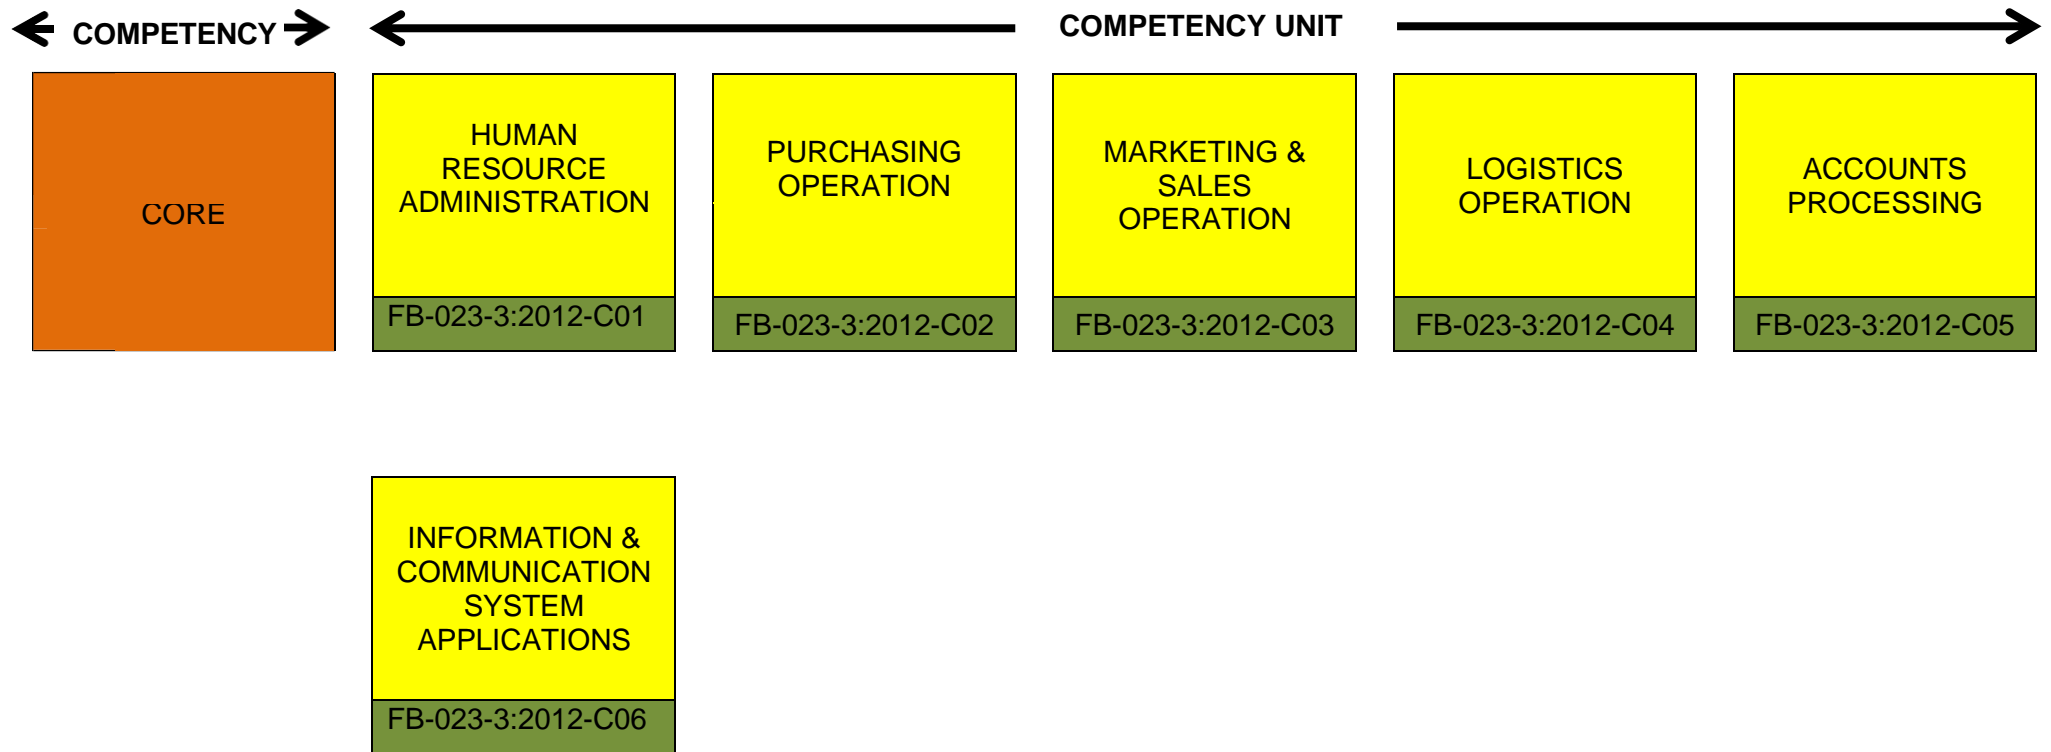 COMPETENCY
COMPETENCY UNIT
CORE
HUMAN
RESOURCE
ADMINISTRATION
FB-023-3:2012-C01
PURCHASING
OPERATION
FB-023-3:2012-C02
MARKETING &
SALES
OPERATION
FB-023-3:2012-C03
LOGISTICS
OPERATION
FB-023-3:2012-C04
ACCOUNTS
PROCESSING
FB-023-3:2012-C05
INFORMATION &
COMMUNICATION
SYSTEM
APPLICATIONS
FB-023-3:2012-C06